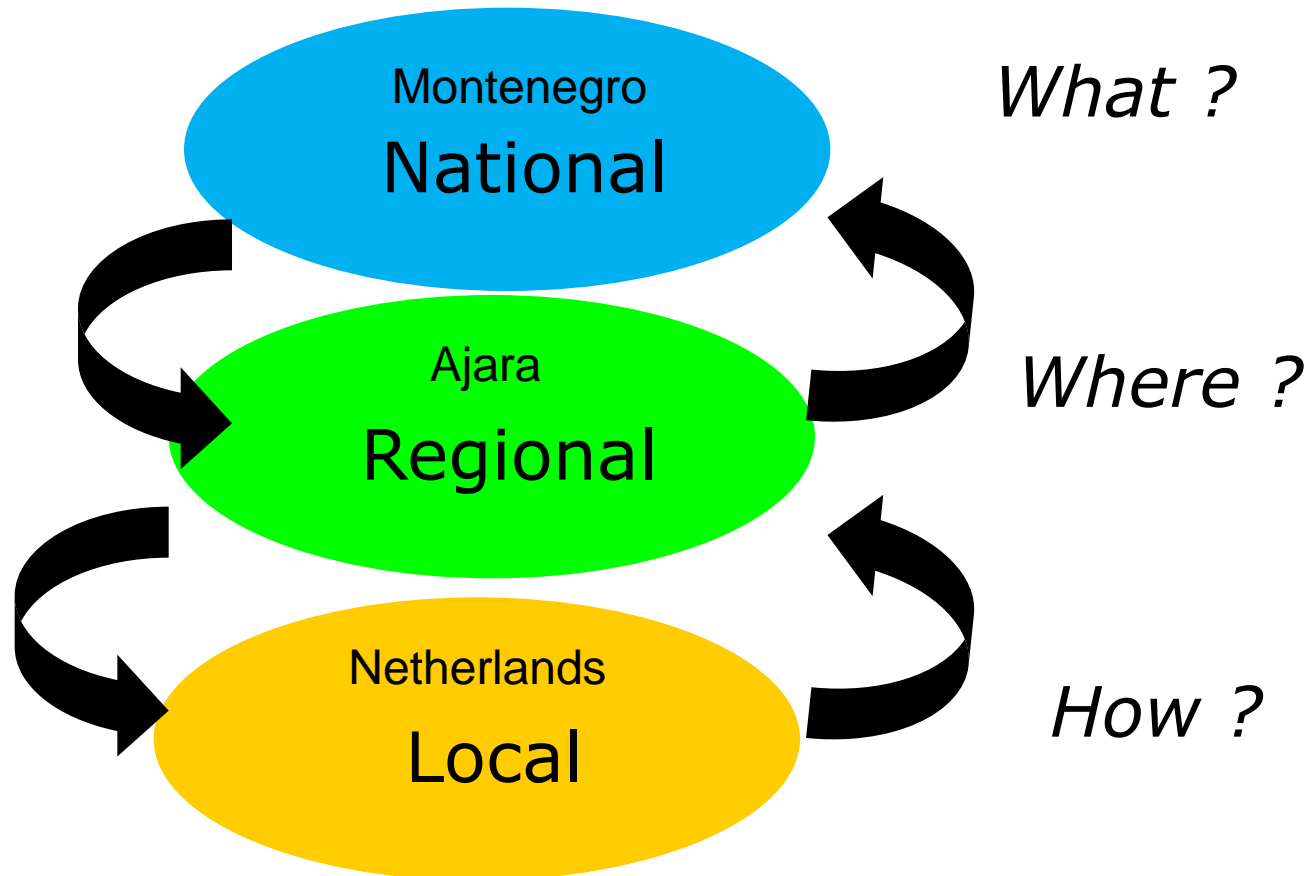 Montenegro
National
What ?
Ajara
Regional
Where ?
Netherlands
Local
How ?